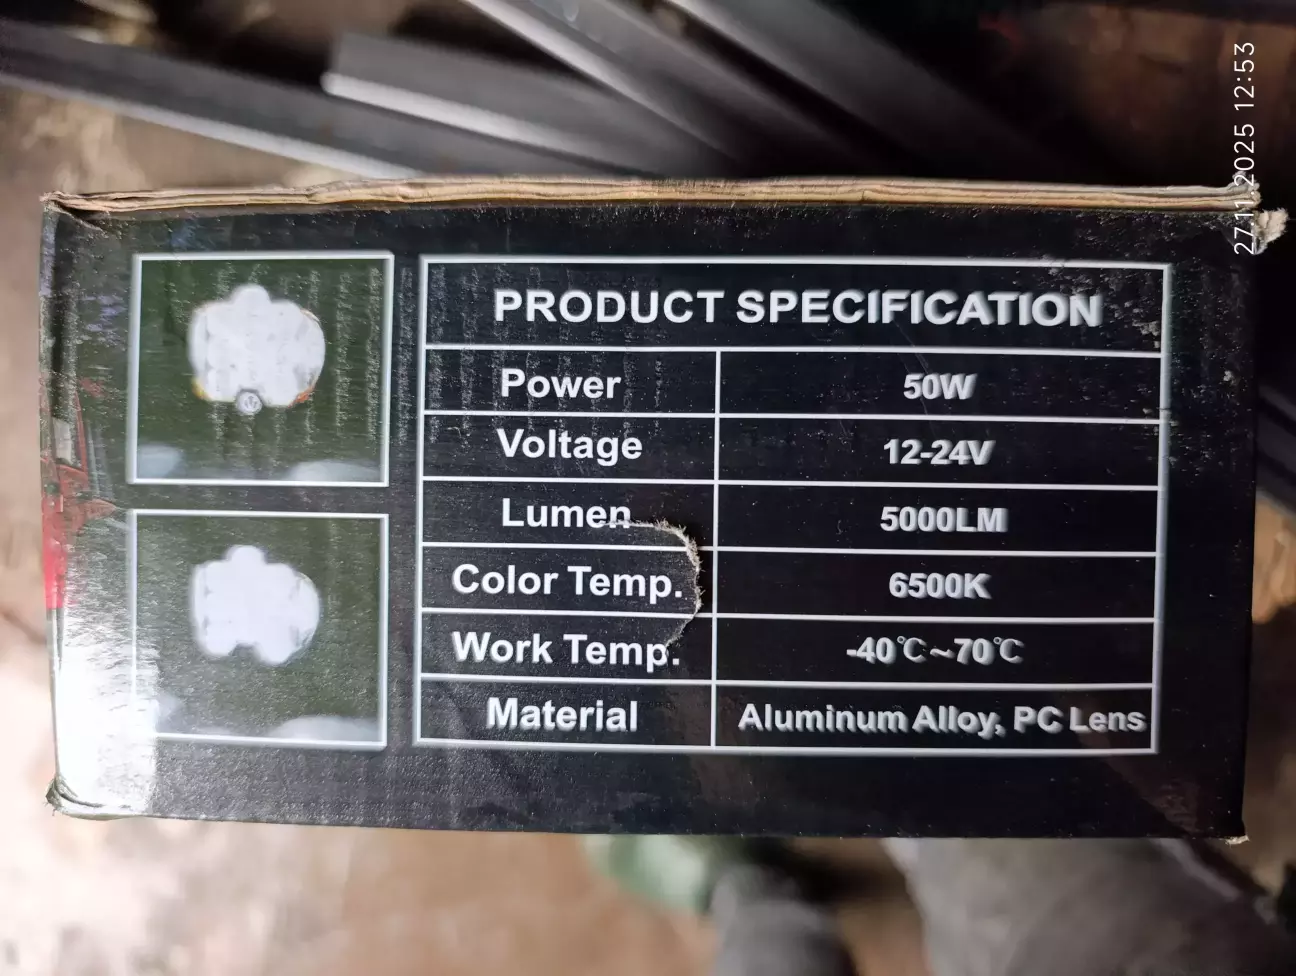 27.11.2025 12:53
PRODUCT SPECIFICATION
Power 50W
Voltage 12-24V
Lumen 5000LM
Color Temp. 6500K
Work Temp. -40℃~70℃
Material Aluminum Alloy, PC Lens